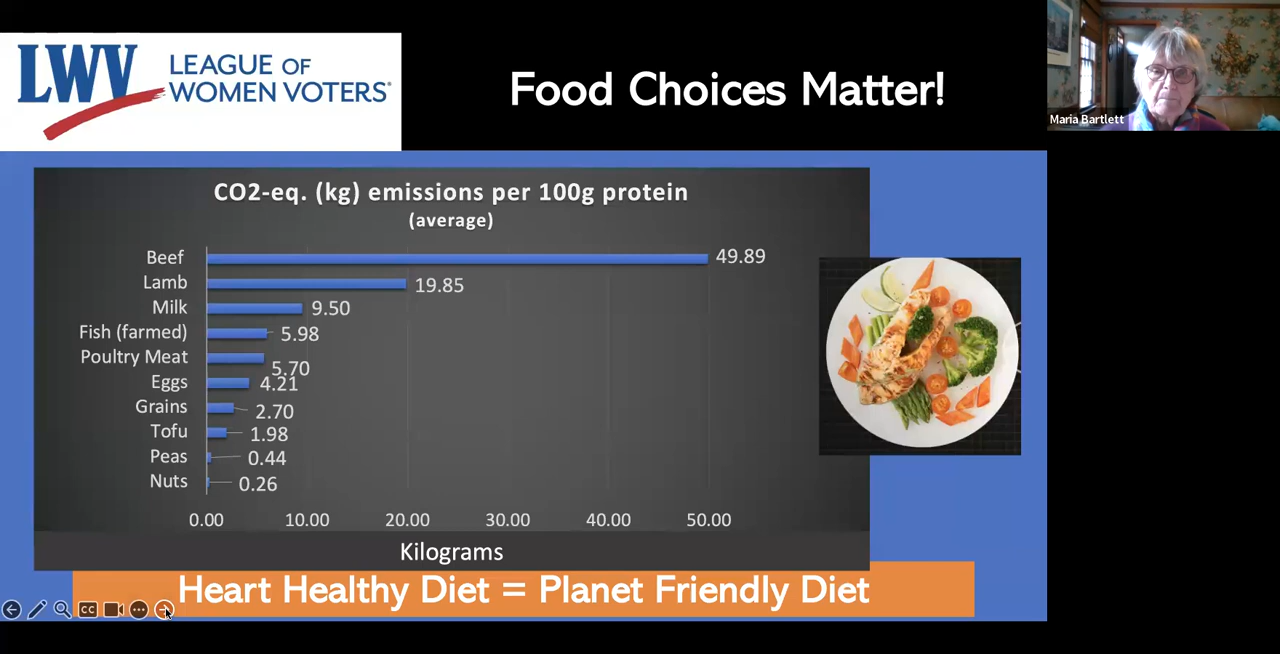 LWV
LEAGUE OF
WOMEN VOTERS®
Food Choices Matter!
Maria Bartlett
CO2-eq. (kg) emissions per 100g protein
(average)
Beef 49.89
Lamb 19.85
Milk 9.50
Fish (farmed) 5.98
Poultry Meat 5.70
Eggs 4.21
Grains 2.70
Tofu 1.98
Peas 0.44
Nuts 0.26
0.00 10.00 20.00 30.00 40.00 50.00
Kilograms
Heart Healthy Diet = Planet Friendly Diet
CC